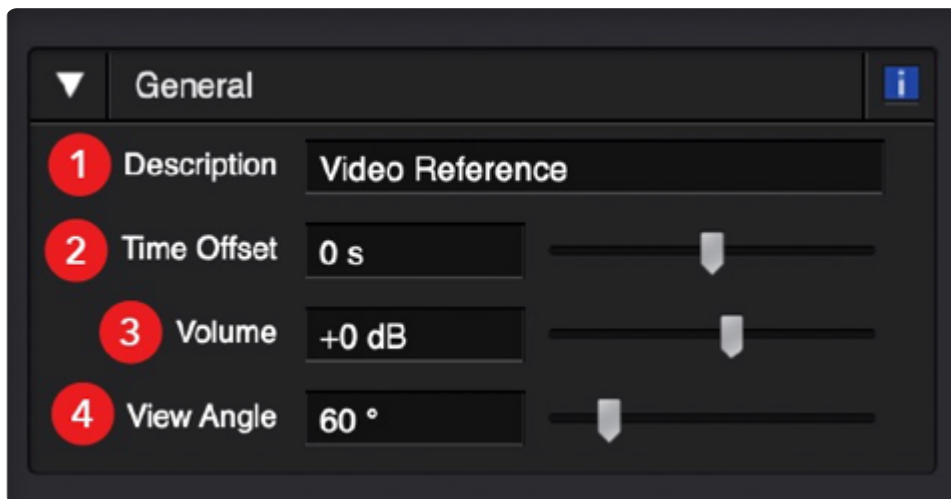 General i
1 Description Video Reference
2 Time Offset 0 s
3 Volume +0 dB
4 View Angle 60 °